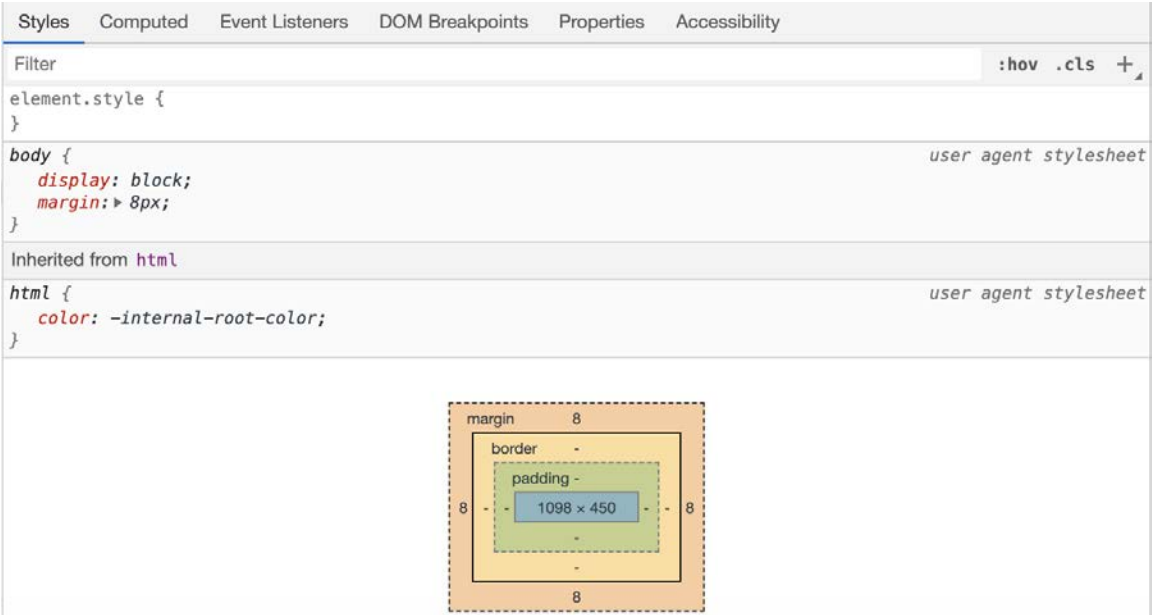 Styles Computed Event Listeners DOM Breakpoints Properties Accessibility
Filter :hov .cls +
element.style {
}
body { user agent stylesheet
display: block;
margin:▶ 8px;
}
Inherited from html
html { user agent stylesheet
color: -internal-root-color;
}
margin 8
border -
padding -
8 - - 1098 × 450 - - 8
-
-
8